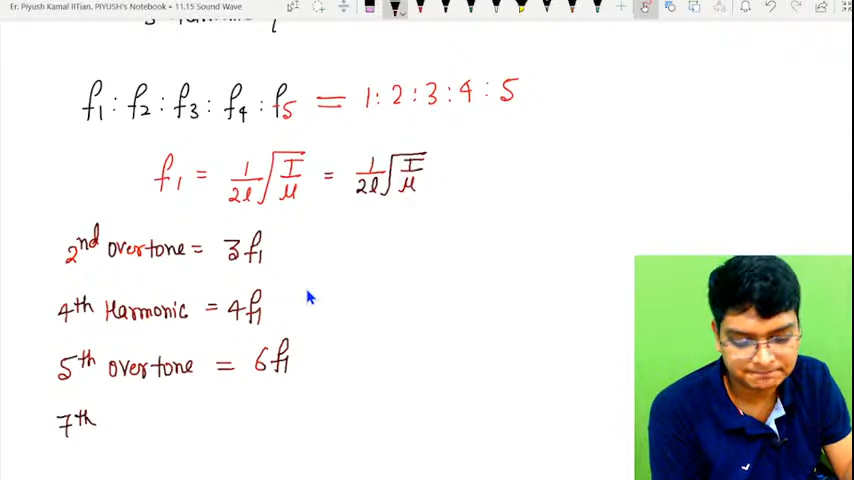 Er. Piyush Kamal IITian. PIYUSH's Notebook = 11.15 Sound Wave
f₁ : f₂ : f₃ : f₄ : f₅ = 1 : 2 : 3 : 4 : 5
f₁ = 1/2l √T/μ = 1/2l √T/μ
2nd overtone = 3f₁
4th Harmonic = 4f₁
5th overtone = 6f₁
7th